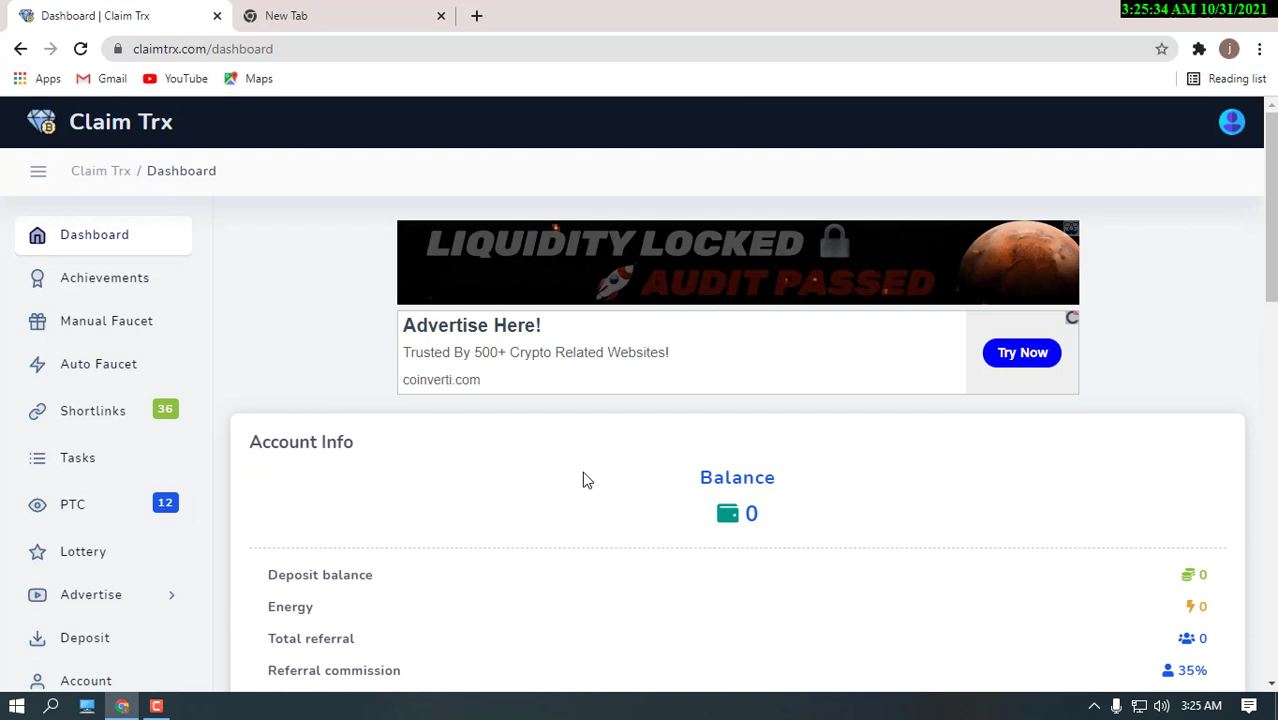 3:25:34 AM 10/31/2021
Dashboard | Claim Trx
New Tab
claimtrx.com/dashboard
j
Apps
Gmail
YouTube
Maps
Reading list
Claim Trx
Claim Trx / Dashboard
Dashboard
Achievements
Manual Faucet
Auto Faucet
Shortlinks 36
Tasks
PTC 12
Lottery
Advertise
Deposit
Account
LIQUIDITY LOCKED
AUDIT PASSED
Advertise Here!
Trusted By 500+ Crypto Related Websites!
coinverti.com
Try Now
Account Info
Balance
0
Deposit balance 0
Energy 0
Total referral 0
Referral commission 35%
3:25 AM